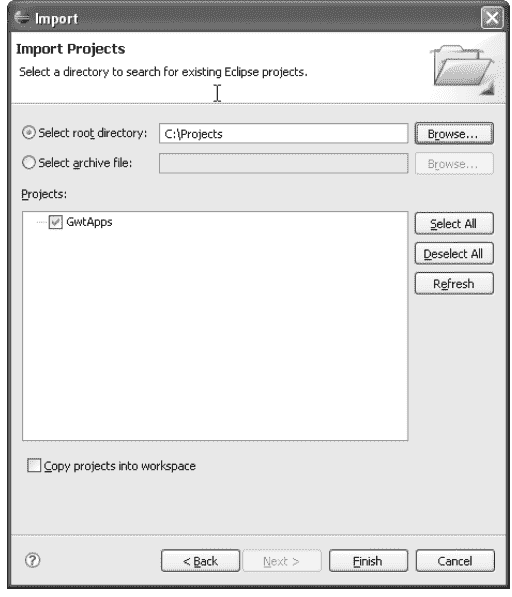 Import
Import Projects
Select a directory to search for existing Eclipse projects.
Select root directory: C:\Projects Browse...
Select archive file: Browse...
Projects:
GwtApps
Select All
Deselect All
Refresh
Copy projects into workspace
? < Back Next > Finish Cancel